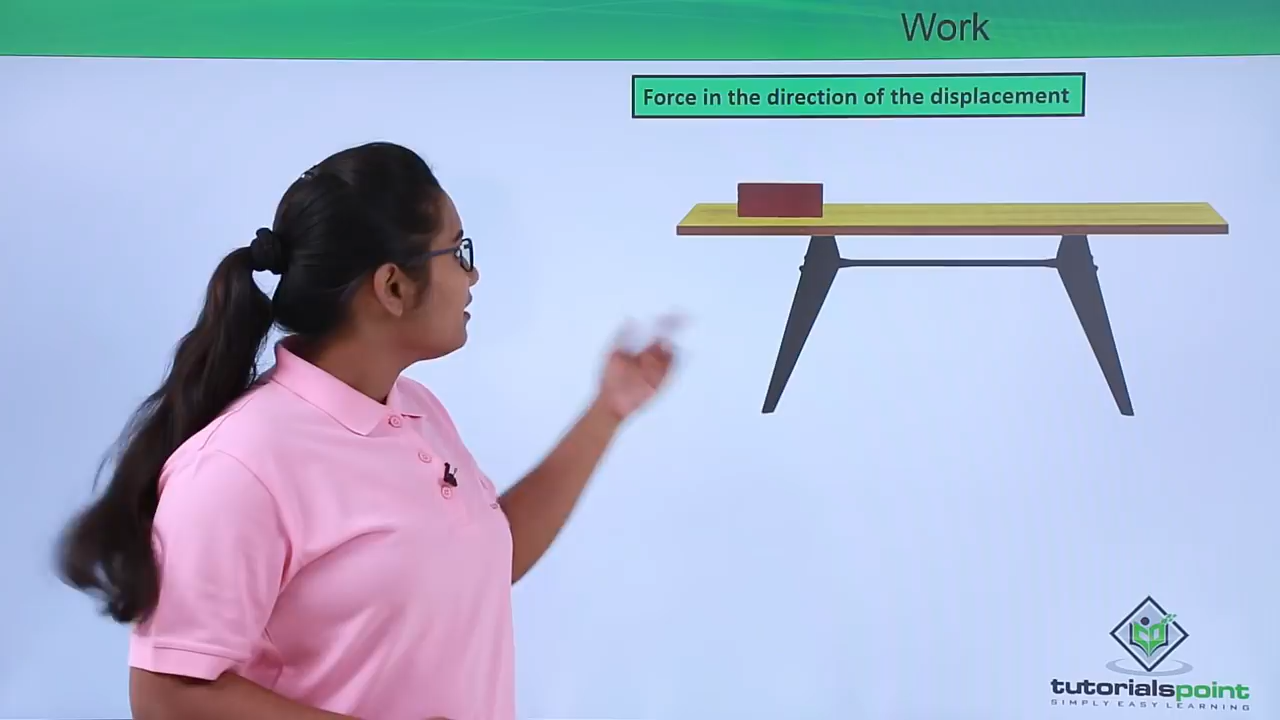 Work
Force in the direction of the displacement
tutorialspoint
SIMPLY EASY LEARNING